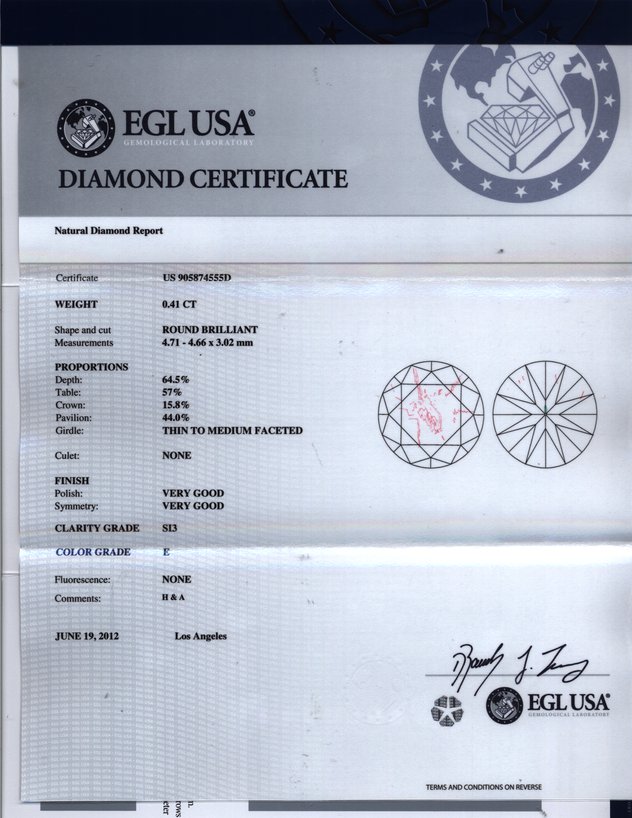 EGL USA®
GEMOLOGICAL LABORATORY
DIAMOND CERTIFICATE
Natural Diamond Report
Certificate US 905874555D
WEIGHT 0.41 CT
Shape and cut ROUND BRILLIANT
Measurements 4.71 - 4.66 x 3.02 mm
PROPORTIONS
Depth: 64.5%
Table: 57%
Crown: 15.8%
Pavilion: 44.0%
Girdle: THIN TO MEDIUM FACETED
Culet: NONE
FINISH
Polish: VERY GOOD
Symmetry: VERY GOOD
CLARITY GRADE SI3
COLOR GRADE E
Fluorescence: NONE
Comments: H & A
JUNE 19, 2012 Los Angeles
EGL USA®
GEMOLOGICAL LABORATORY
TERMS AND CONDITIONS ON REVERSE